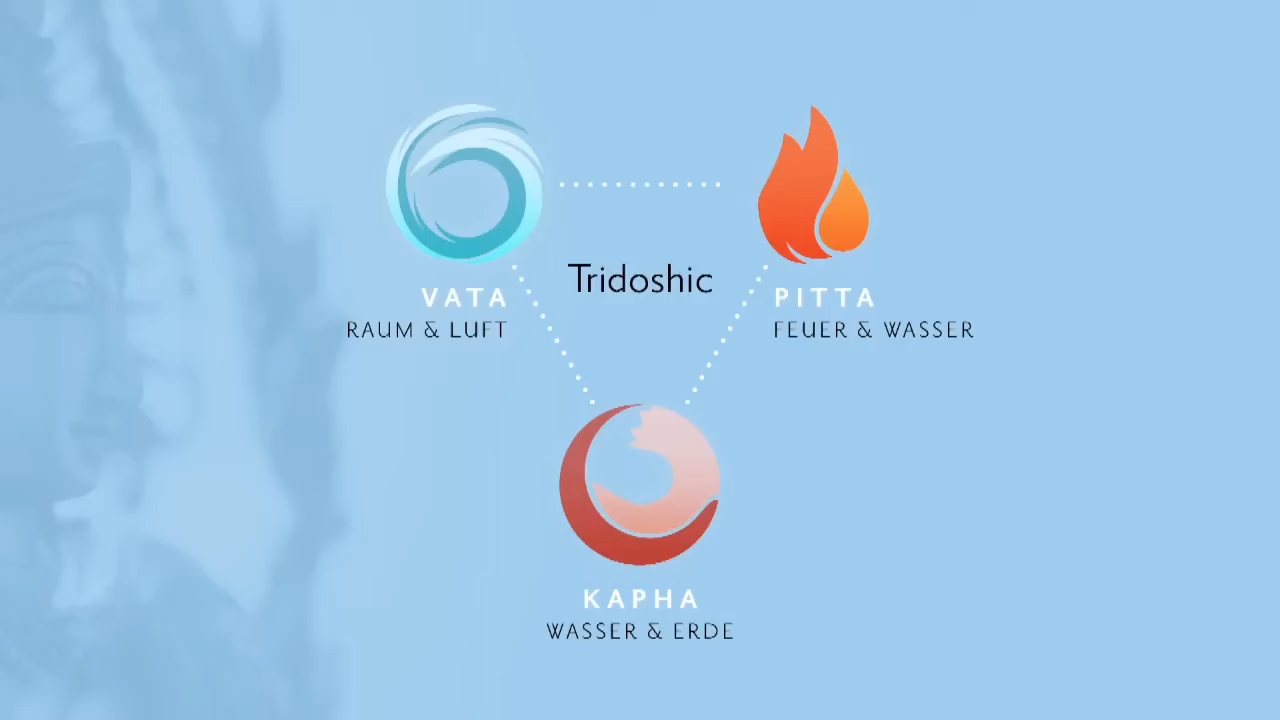 Tridoshic
VATA
RAUM & LUFT
PITTA
FEUER & WASSER
KAPHA
WASSER & ERDE